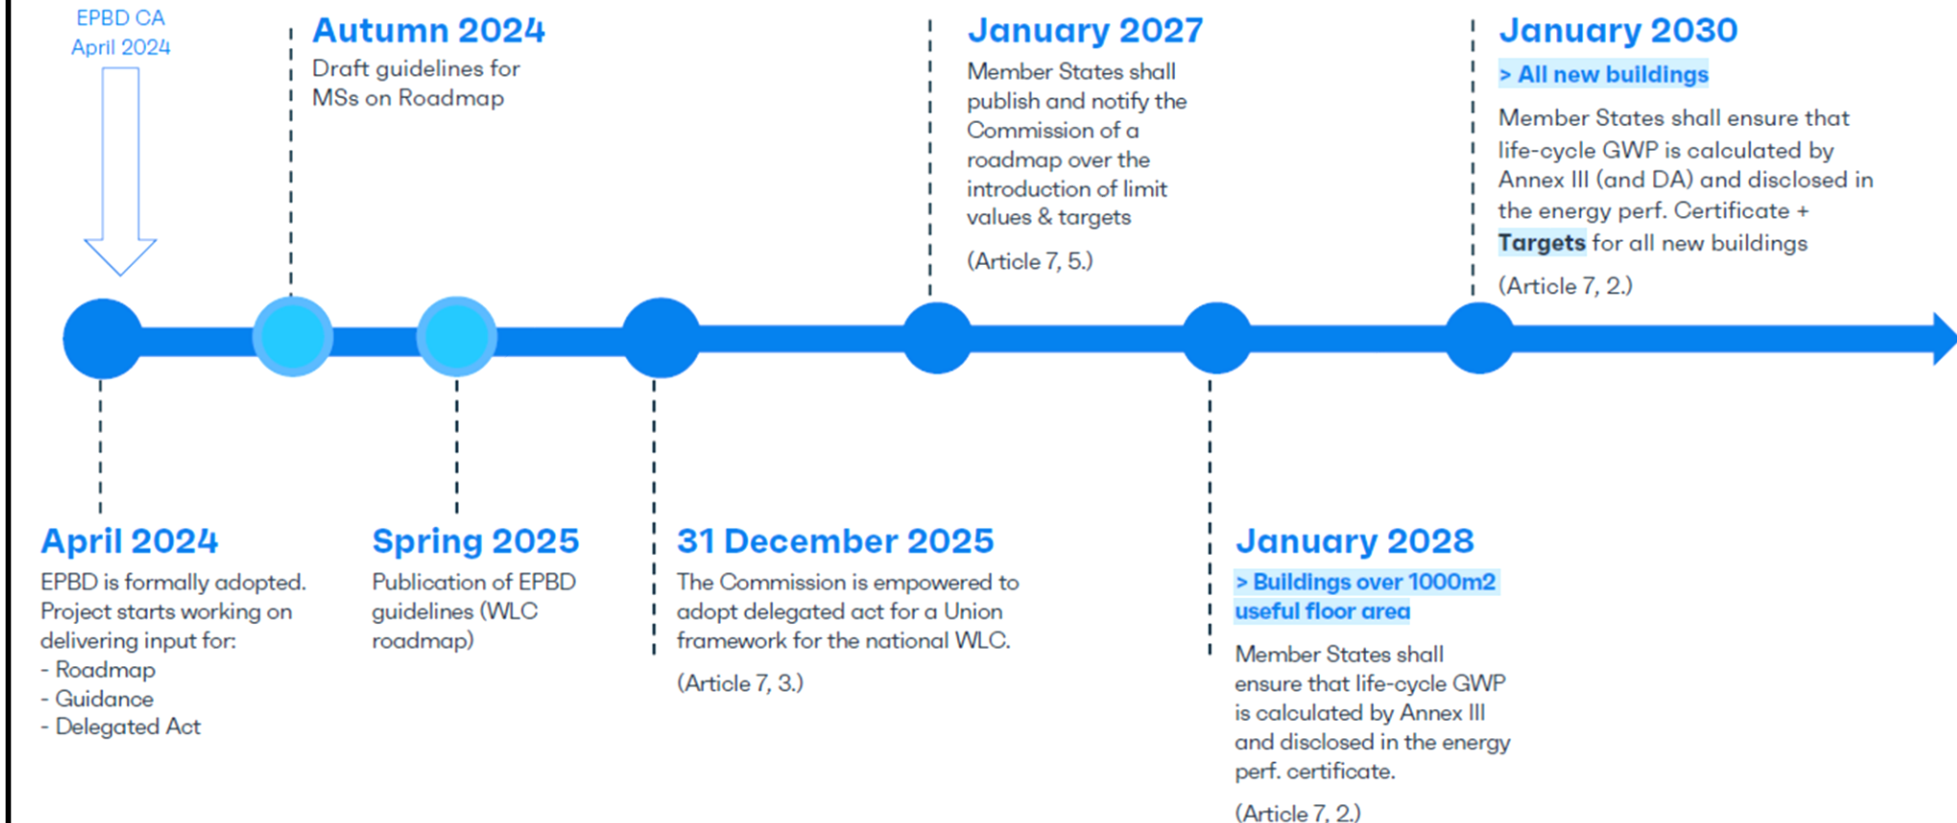 EPBD CA
April 2024
Autumn 2024
Draft guidelines for
MSs on Roadmap
January 2027
Member States shall
publish and notify the
Commission of a
roadmap over the
introduction of limit
values & targets
(Article 7, 5.)
January 2030
> All new buildings
Member States shall ensure that
life-cycle GWP is calculated by
Annex III (and DA) and disclosed in
the energy perf. Certificate +
Targets for all new buildings
(Article 7, 2.)
April 2024
EPBD is formally adopted.
Project starts working on
delivering input for:
- Roadmap
- Guidance
- Delegated Act
Spring 2025
Publication of EPBD
guidelines (WLC
roadmap)
31 December 2025
The Commission is empowered to
adopt delegated act for a Union
framework for the national WLC.
(Article 7, 3.)
January 2028
> Buildings over 1000m2
useful floor area
Member States shall
ensure that life-cycle GWP
is calculated by Annex III
and disclosed in the energy
perf. certificate.
(Article 7, 2.)